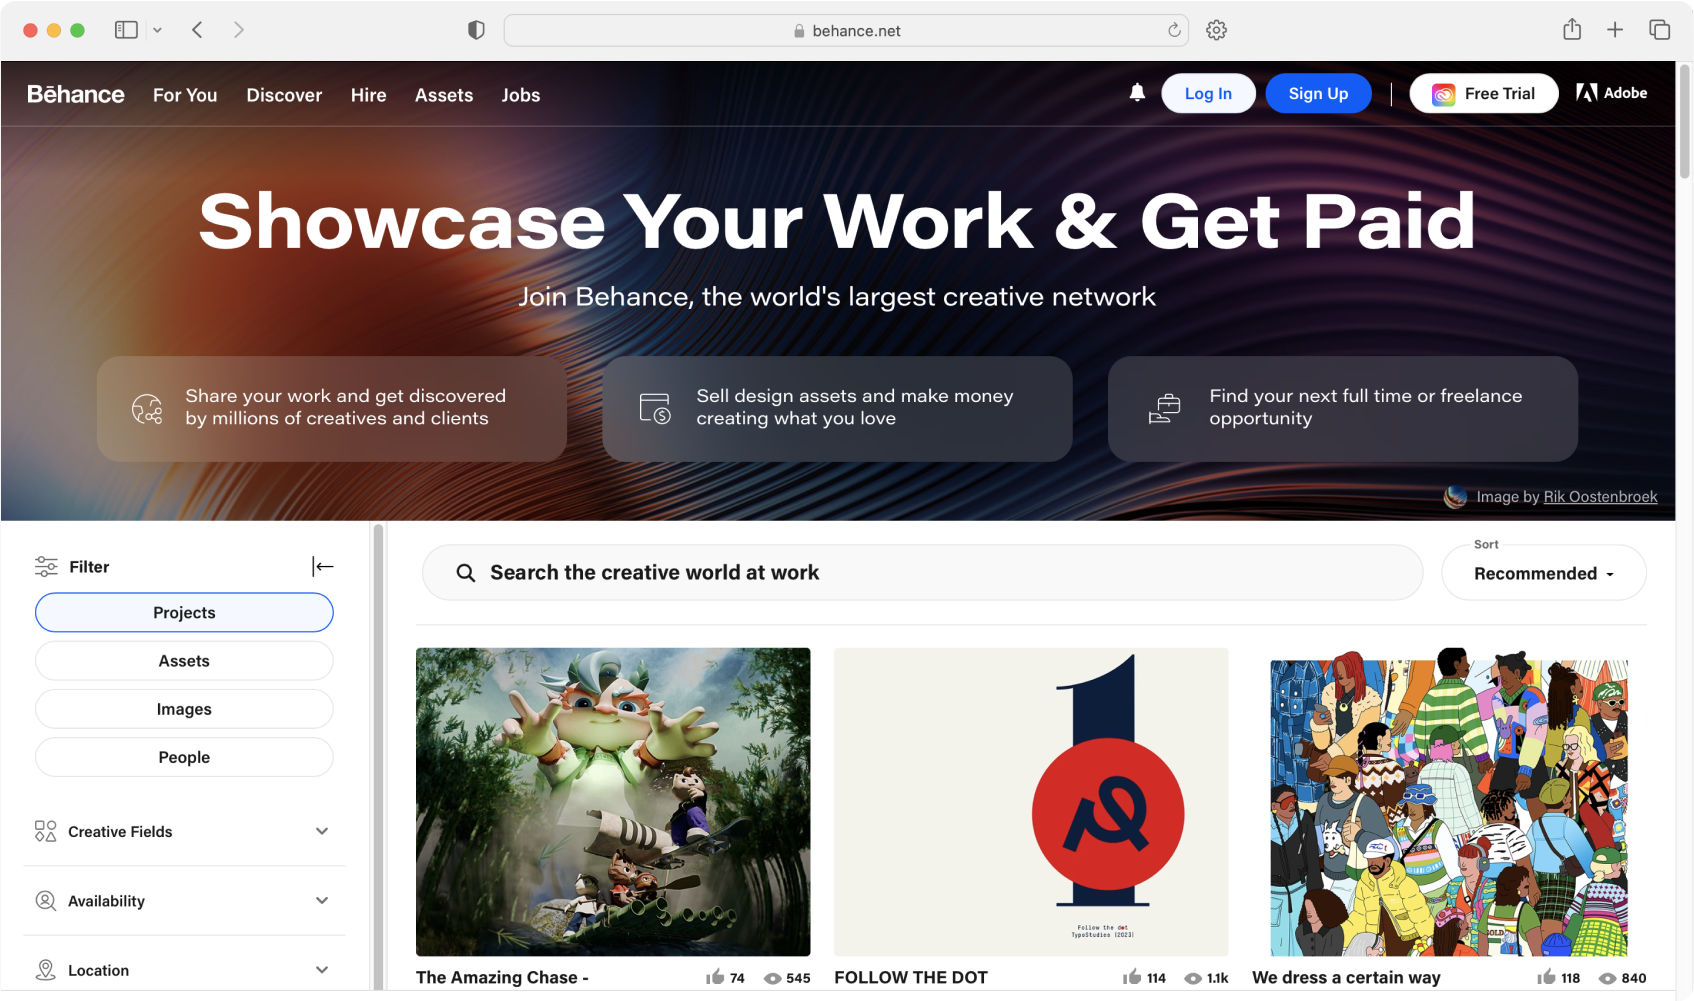 behance.net
Bēhance For You Discover Hire Assets Jobs Log In Sign Up Free Trial Adobe
Showcase Your Work & Get Paid
Join Behance, the world's largest creative network
Share your work and get discovered
by millions of creatives and clients
Sell design assets and make money
creating what you love
Find your next full time or freelance
opportunity
Image by Rik Oostenbroek
Filter
Projects
Assets
Images
People
Creative Fields
Availability
Location
Search the creative world at work
Sort
Recommended
1
Follow the dot
TypoStudios (2023)
GOLD
The Amazing Chase - 74 545
FOLLOW THE DOT 114 1.1k
We dress a certain way 118 840